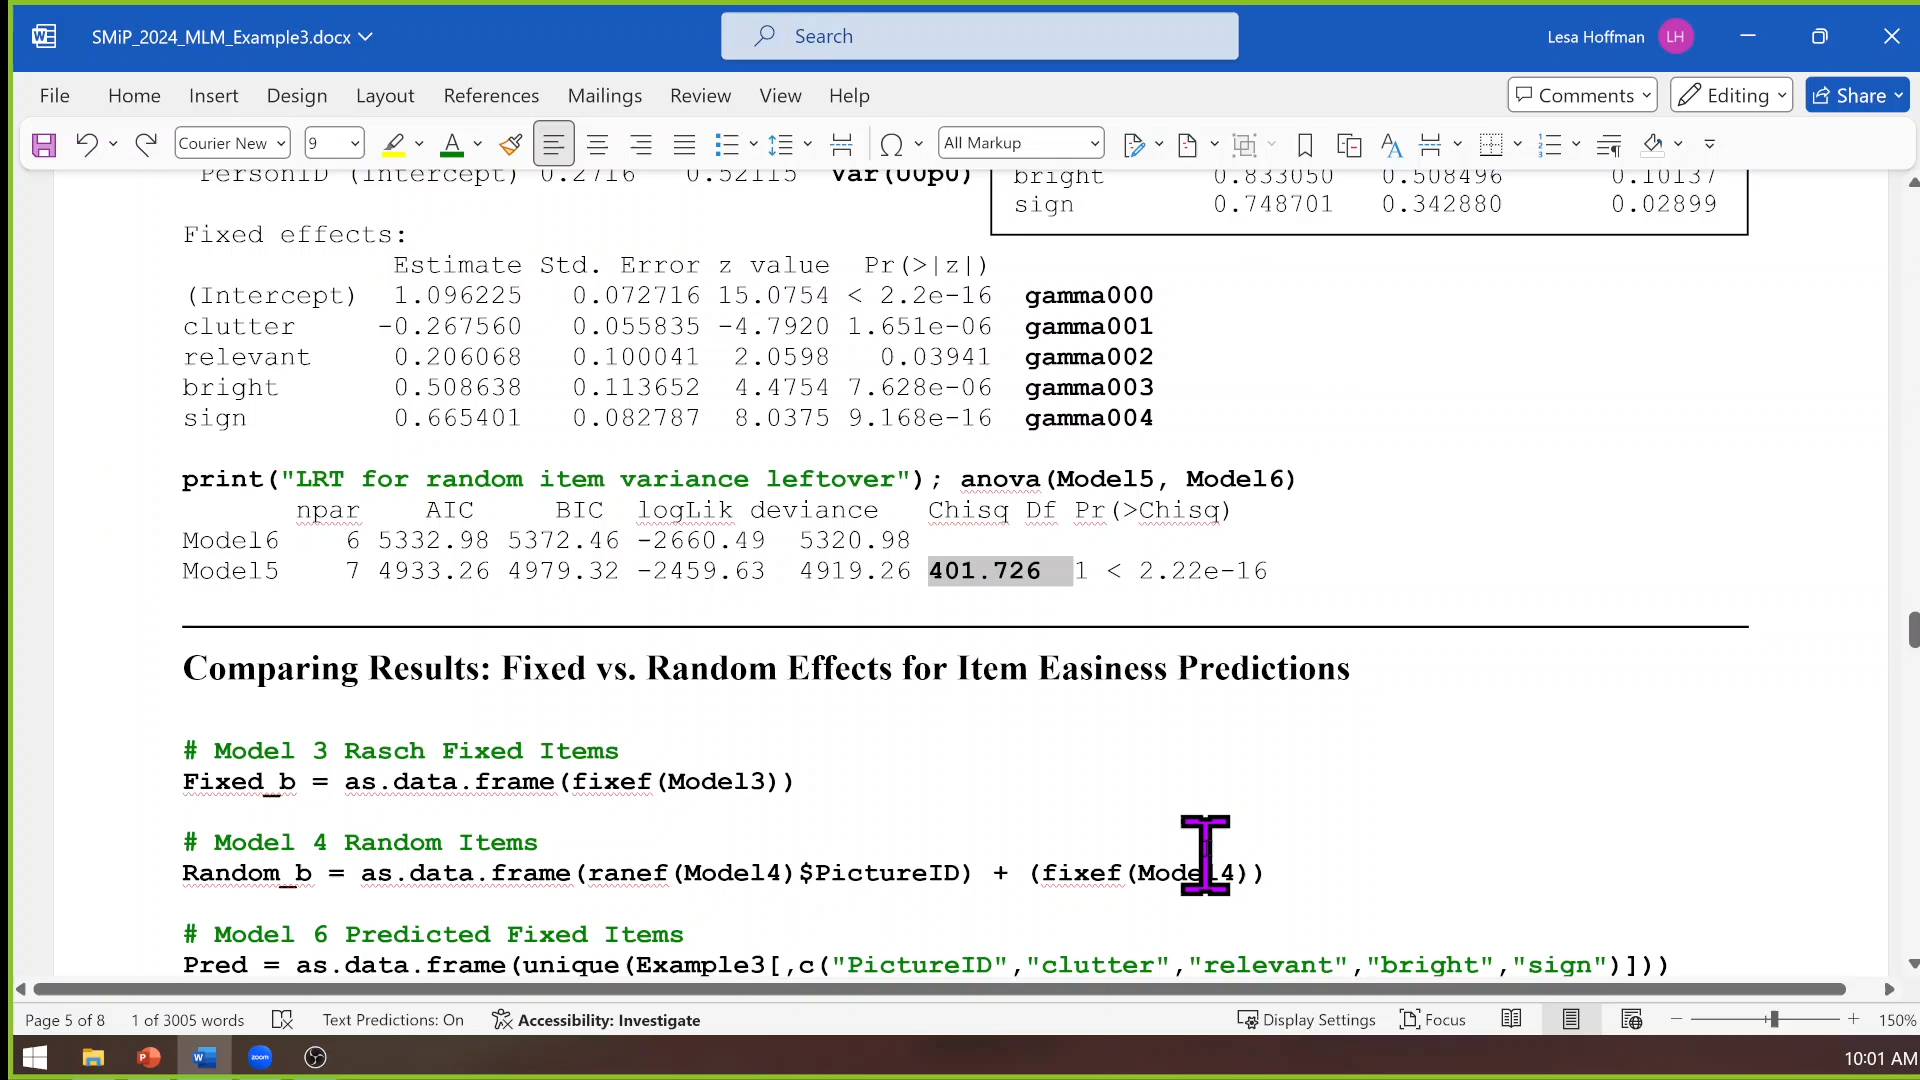 SMiP_2024_MLM_Example3.docx
Search
Lesa Hoffman LH
File Home Insert Design Layout References Mailings Review View Help
Comments Editing Share
Courier New 9 All Markup
PersonID (Intercept) 0.2716 0.52115 var(U0p0)
bright 0.833050 0.508496 0.10137
sign 0.748701 0.342880 0.02899
Fixed effects:
Estimate Std. Error z value Pr(>|z|)
(Intercept) 1.096225 0.072716 15.0754 < 2.2e-16 gamma000
clutter -0.267560 0.055835 -4.7920 1.651e-06 gamma001
relevant 0.206068 0.100041 2.0598 0.03941 gamma002
bright 0.508638 0.113652 4.4754 7.628e-06 gamma003
sign 0.665401 0.082787 8.0375 9.168e-16 gamma004
print("LRT for random item variance leftover"); anova(Model5, Model6)
npar AIC BIC logLik deviance Chisq Df Pr(>Chisq)
Model6 6 5332.98 5372.46 -2660.49 5320.98
Model5 7 4933.26 4979.32 -2459.63 4919.26 401.726 1 < 2.22e-16
Comparing Results: Fixed vs. Random Effects for Item Easiness Predictions
# Model 3 Rasch Fixed Items
Fixed_b = as.data.frame(fixef(Model3))
# Model 4 Random Items
Random_b = as.data.frame(ranef(Model4)$PictureID) + (fixef(Model4))
# Model 6 Predicted Fixed Items
Pred = as.data.frame(unique(Example3[,c("PictureID","clutter","relevant","bright","sign")]))
Page 5 of 8 1 of 3005 words Text Predictions: On Accessibility: Investigate Display Settings Focus 150%
zoom 10:01 AM